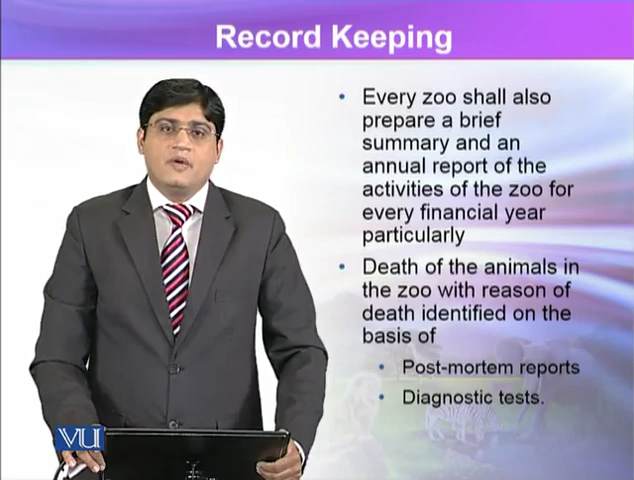 Record Keeping
• Every zoo shall also
prepare a brief
summary and an
annual report of the
activities of the zoo for
every financial year
particularly
• Death of the animals in
the zoo with reason of
death identified on the
basis of
• Post-mortem reports
• Diagnostic tests.
VU